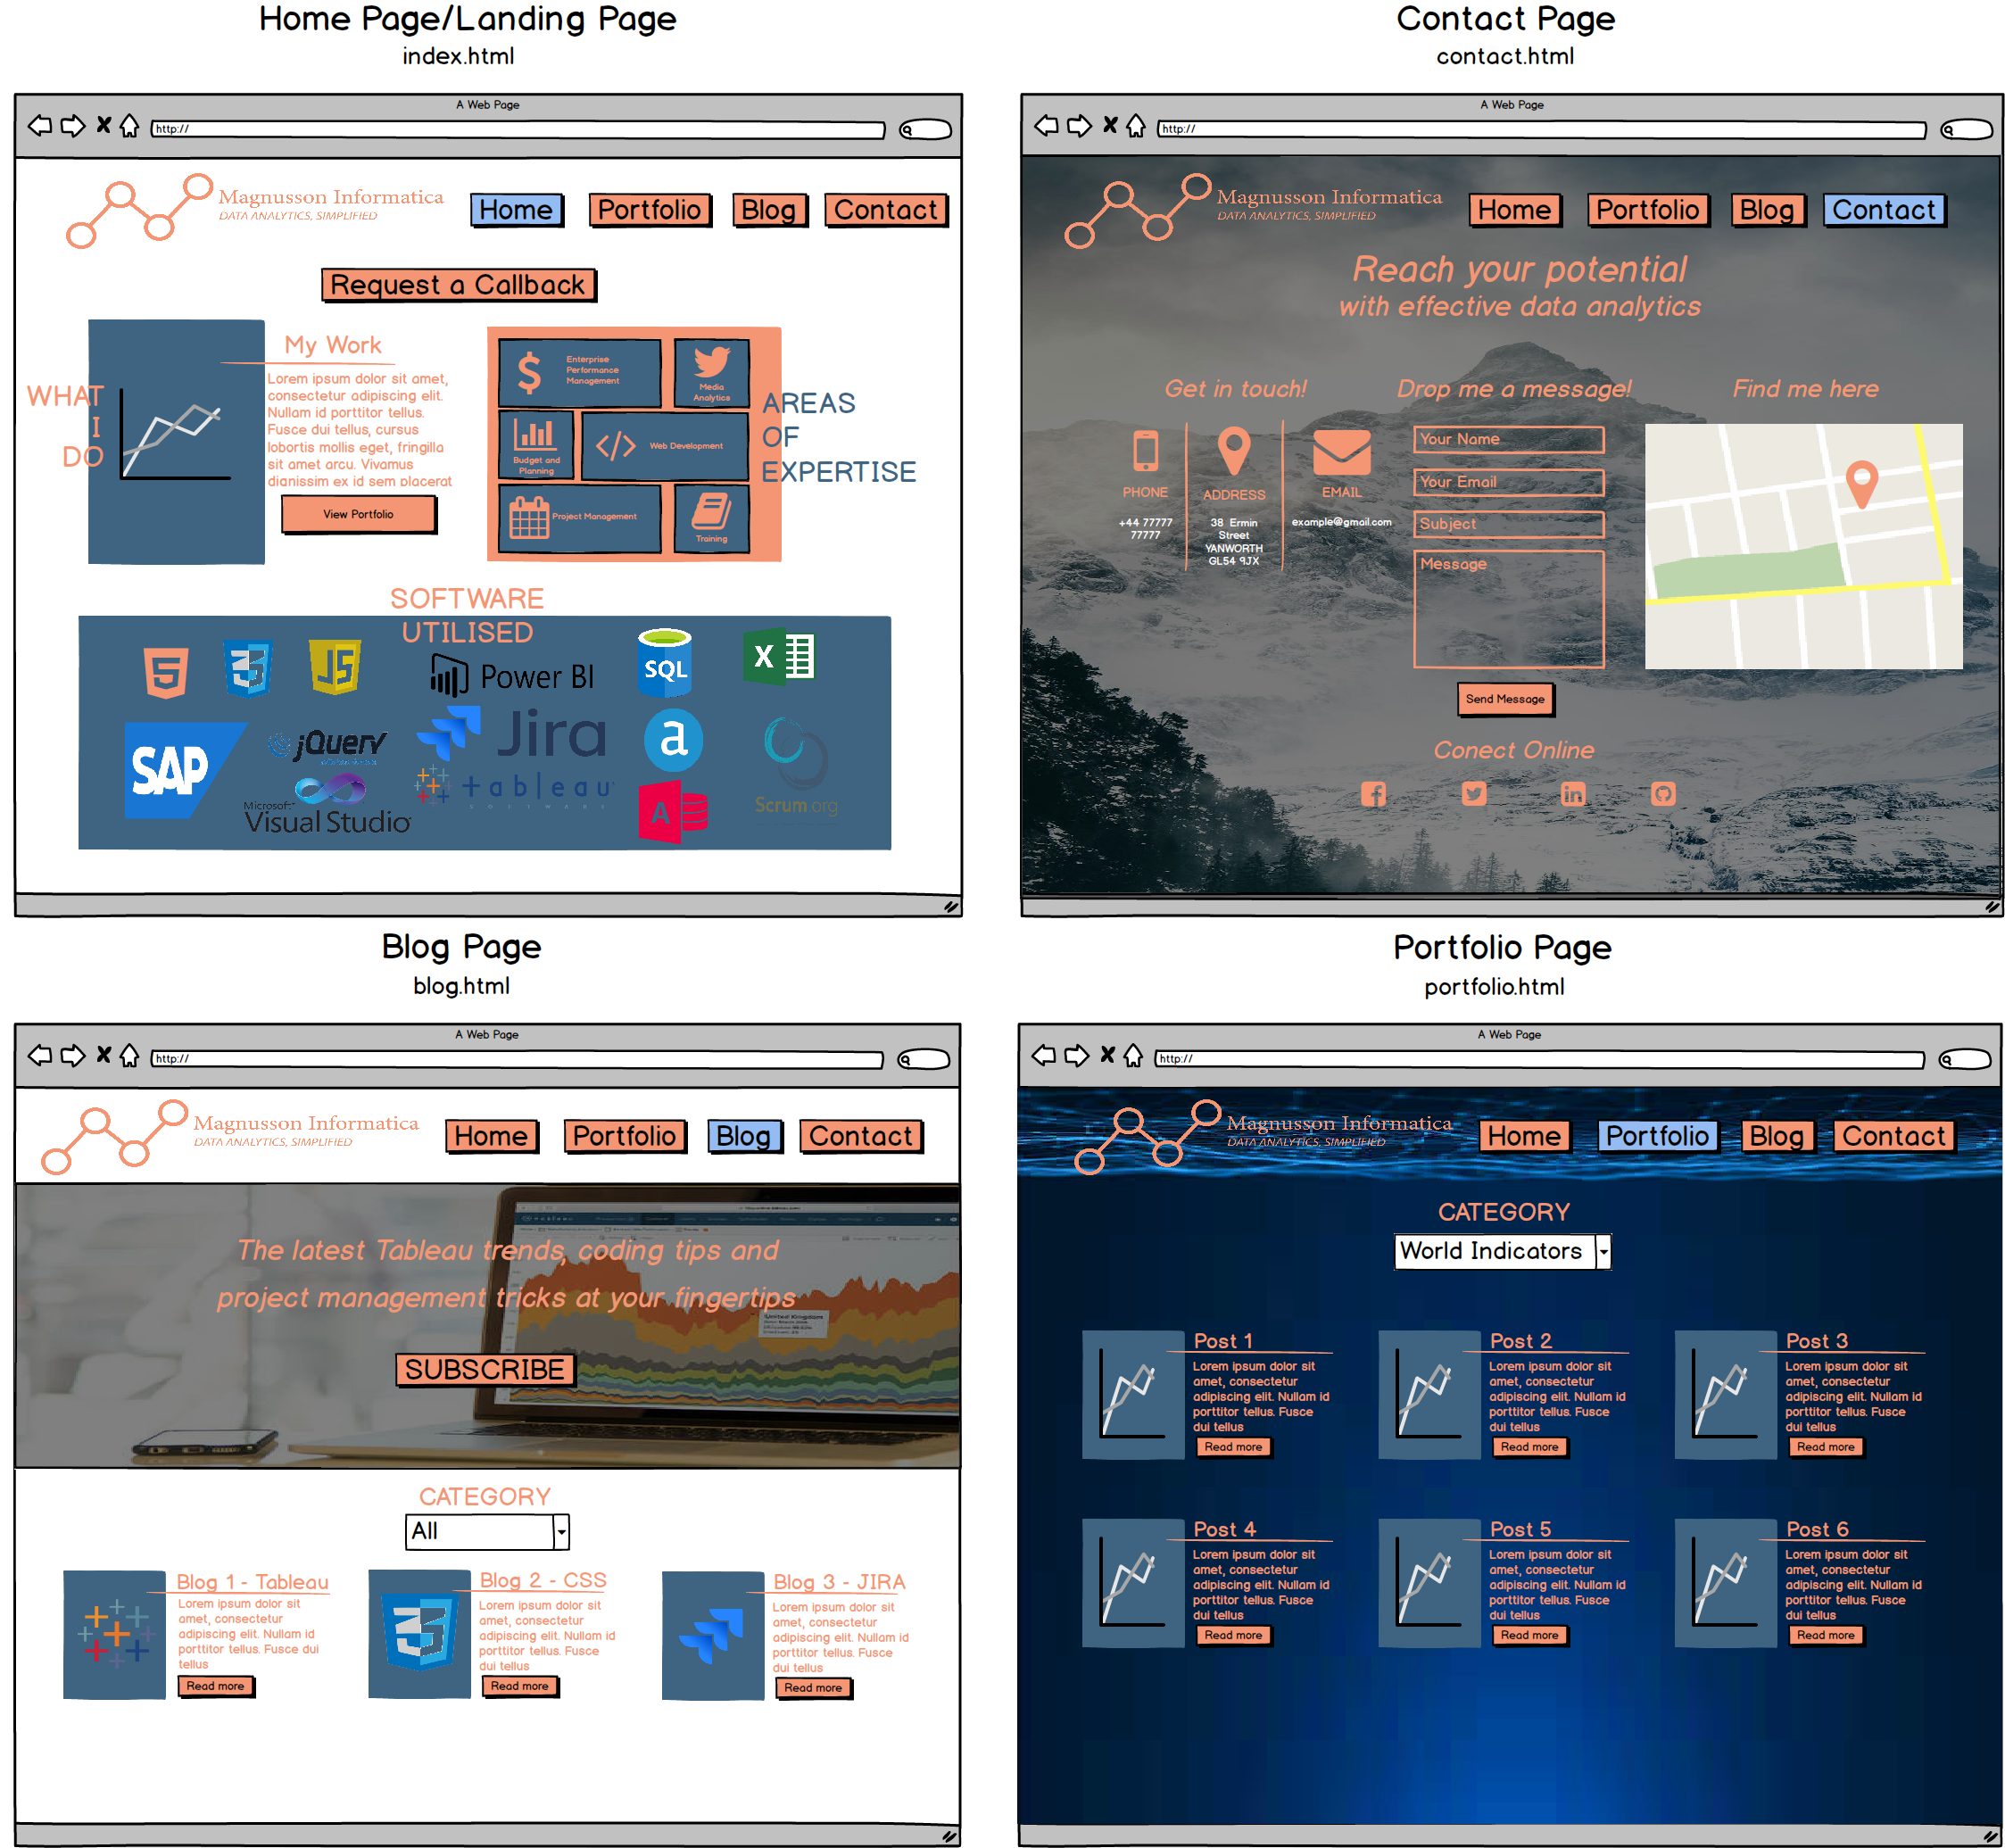 Home Page/Landing Page
index.html
A Web Page
http://
Magnusson Informatica
DATA ANALYTICS, SIMPLIFIED
Home
Portfolio
Blog
Contact
Request a Callback
WHAT
I
DO
My Work
Lorem ipsum dolor sit amet,
consectetur adipiscing elit.
Nullam id porttitor tellus.
Fusce dui tellus, cursus
lobortis mollis eget, fringilla
sit amet arcu. Vivamus
dignissim ex id sem placerat
View Portfolio
Enterprise
Performance
Management
Media
Analytics
Budget and
Planning
Web Development
Project Management
Training
AREAS
OF
EXPERTISE
SOFTWARE
UTILISED
5
3
JS
Power BI
SQL
X
SAP
jQuery
Jira
a
Microsoft
Visual Studio
+ableau
SOFTWARE
A
Scrum.org
Contact Page
contact.html
A Web Page
http://
Magnusson Informatica
DATA ANALYTICS, SIMPLIFIED
Home
Portfolio
Blog
Contact
Reach your potential
with effective data analytics
Get in touch!
PHONE
+44 77777
77777
ADDRESS
38 Ermin
Street
YANWORTH
GL54 9JX
EMAIL
example@gmail.com
Drop me a message!
Your Name
Your Email
Subject
Message
Send Message
Find me here
Conect Online
Blog Page
blog.html
A Web Page
http://
Magnusson Informatica
DATA ANALYTICS, SIMPLIFIED
Home
Portfolio
Blog
Contact
The latest Tableau trends, coding tips and
project management tricks at your fingertips
United Kingdom
SUBSCRIBE
CATEGORY
All
Blog 1 - Tableau
Lorem ipsum dolor sit
amet, consectetur
adipiscing elit. Nullam id
porttitor tellus. Fusce dui
tellus
Read more
3
Blog 2 - CSS
Lorem ipsum dolor sit
amet, consectetur
adipiscing elit. Nullam id
porttitor tellus. Fusce
dui tellus
Read more
Blog 3 - JIRA
Lorem ipsum dolor sit
amet, consectetur
adipiscing elit. Nullam id
porttitor tellus. Fusce
dui tellus
Read more
Portfolio Page
portfolio.html
A Web Page
http://
Magnusson Informatica
DATA ANALYTICS, SIMPLIFIED
Home
Portfolio
Blog
Contact
CATEGORY
World Indicators
Post 1
Lorem ipsum dolor sit
amet, consectetur
adipiscing elit. Nullam id
porttitor tellus. Fusce
dui tellus
Read more
Post 2
Lorem ipsum dolor sit
amet, consectetur
adipiscing elit. Nullam id
porttitor tellus. Fusce
dui tellus
Read more
Post 3
Lorem ipsum dolor sit
amet, consectetur
adipiscing elit. Nullam id
porttitor tellus. Fusce
dui tellus
Read more
Post 4
Lorem ipsum dolor sit
amet, consectetur
adipiscing elit. Nullam id
porttitor tellus. Fusce
dui tellus
Read more
Post 5
Lorem ipsum dolor sit
amet, consectetur
adipiscing elit. Nullam id
porttitor tellus. Fusce
dui tellus
Read more
Post 6
Lorem ipsum dolor sit
amet, consectetur
adipiscing elit. Nullam id
porttitor tellus. Fusce
dui tellus
Read more